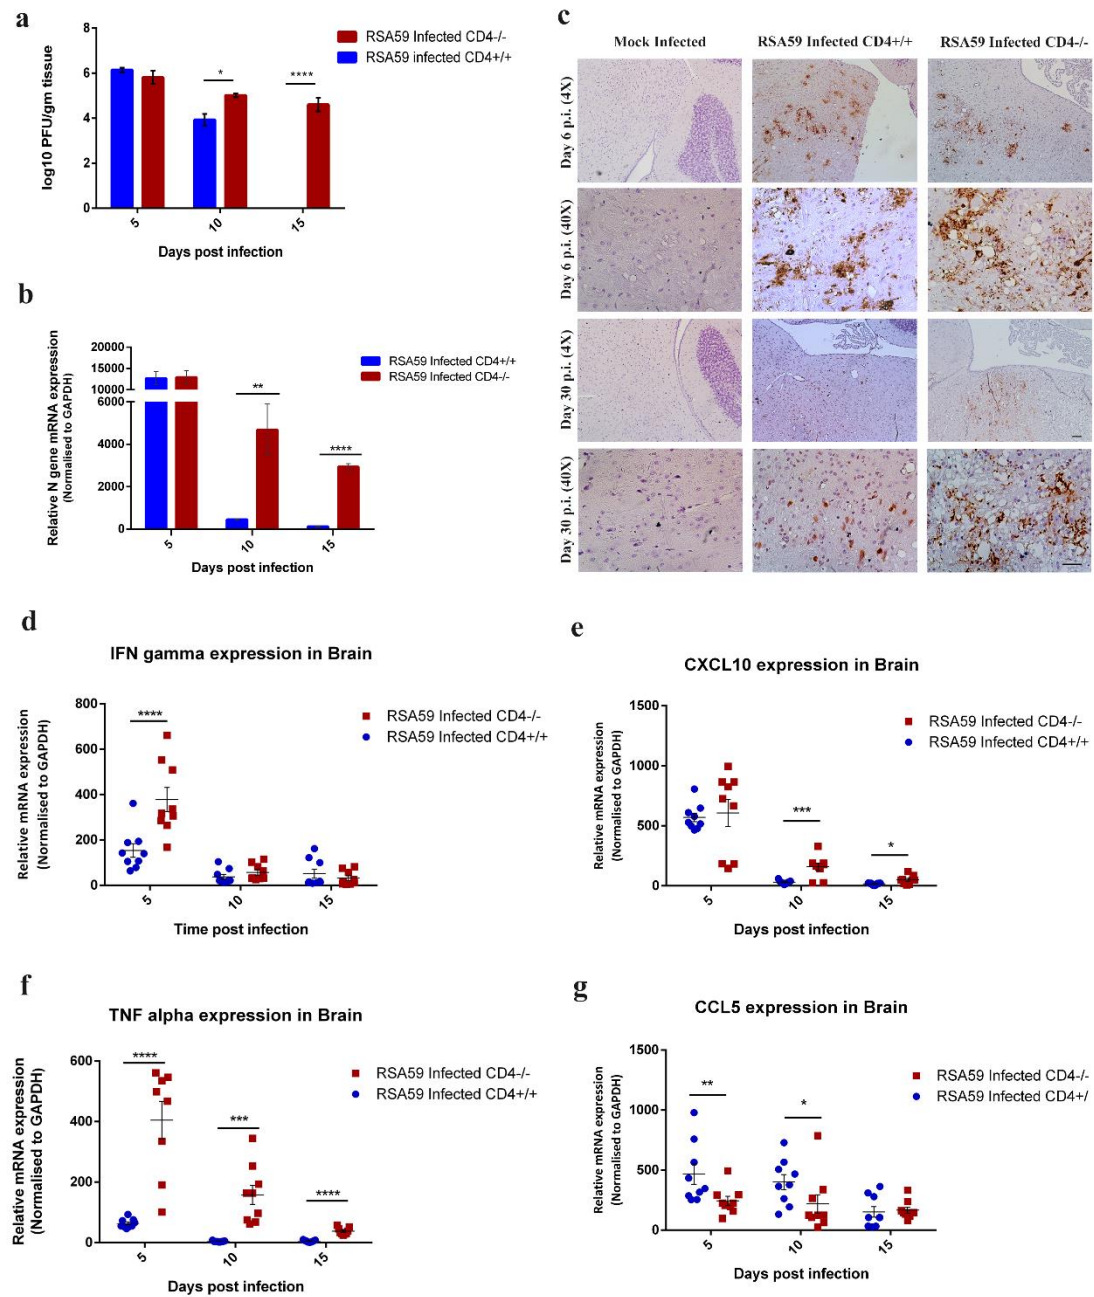 a
RSA59 Infected CD4-/-
RSA59 infected CD4+/+
log10 PFU/gm tissue
8
6
4
2
0
*
****
5
10
15
Days post infection
b
RSA59 Infected CD4+/+
RSA59 Infected CD4-/-
Relative N gene mRNA expression
(Normalised to GAPDH)
20000
15000
10000
6000
4000
2000
0
**
****
5
10
15
Days post infection
c
Mock Infected
RSA59 Infected CD4+/+
RSA59 Infected CD4-/-
Day 6 p.i. (4X)
Day 6 p.i. (40X)
Day 30 p.i. (4X)
Day 30 p.i. (40X)
d
IFN gamma expression in Brain
RSA59 Infected CD4-/-
RSA59 Infected CD4+/+
Relative mRNA expression
(Normalised to GAPDH)
800
600
400
200
0
****
5
10
15
Time post infection
e
CXCL10 expression in Brain
RSA59 Infected CD4-/-
RSA59 Infected CD4+/+
Relative mRNA expression
(Normalised to GAPDH)
1500
1000
500
0
***
*
5
10
15
Days post infection
f
TNF alpha expression in Brain
RSA59 Infected CD4-/-
RSA59 Infected CD4+/+
Relative mRNA expression
(Normalised to GAPDH)
600
400
200
0
****
***
****
5
10
15
Days post infection
g
CCL5 expression in Brain
RSA59 Infected CD4-/-
RSA59 Infected CD4+/
Relative mRNA expression
(Normalised to GAPDH)
1500
1000
500
0
**
*
5
10
15
Days post infection